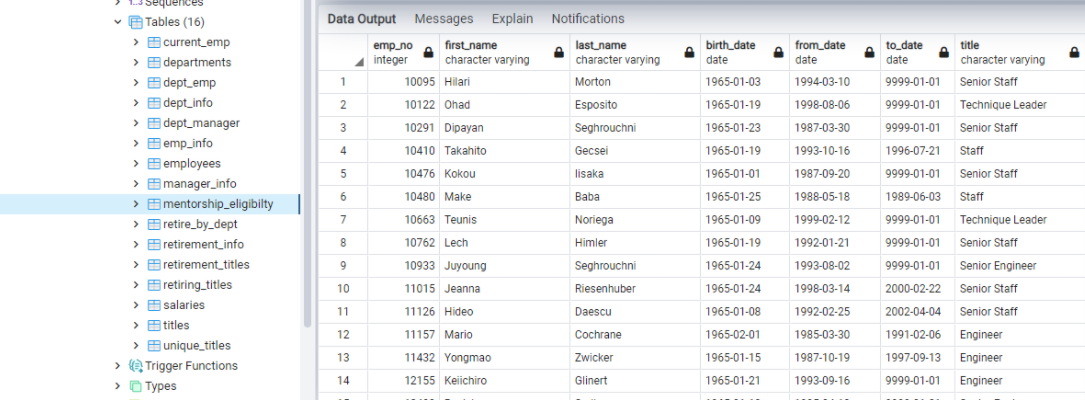 Sequences
Tables (16)
current_emp
departments
dept_emp
dept_info
dept_manager
emp_info
employees
manager_info
mentorship_eligibilty
retire_by_dept
retirement_info
retirement_titles
retiring_titles
salaries
titles
unique_titles
Trigger Functions
Types
Data Output Messages Explain Notifications
emp_no first_name last_name birth_date from_date to_date title
integer character varying character varying date date date character varying
1 10095 Hilari Morton 1965-01-03 1994-03-10 9999-01-01 Senior Staff
2 10122 Ohad Esposito 1965-01-19 1998-08-06 9999-01-01 Technique Leader
3 10291 Dipayan Seghrouchni 1965-01-23 1987-03-30 9999-01-01 Senior Staff
4 10410 Takahito Gecsei 1965-01-19 1993-10-16 1996-07-21 Staff
5 10476 Kokou Iisaka 1965-01-01 1987-09-20 9999-01-01 Senior Staff
6 10480 Make Baba 1965-01-25 1988-05-18 1989-06-03 Staff
7 10663 Teunis Noriega 1965-01-09 1999-02-12 9999-01-01 Technique Leader
8 10762 Lech Himler 1965-01-19 1992-01-21 9999-01-01 Senior Staff
9 10933 Juyoung Seghrouchni 1965-01-24 1993-08-02 9999-01-01 Senior Engineer
10 11015 Jeanna Riesenhuber 1965-01-24 1998-03-14 2000-02-22 Senior Staff
11 11126 Hideo Daescu 1965-01-08 1992-02-25 2002-04-04 Senior Staff
12 11157 Mario Cochrane 1965-02-01 1985-03-30 1991-02-06 Engineer
13 11432 Yongmao Zwicker 1965-01-15 1987-10-19 1997-09-13 Engineer
14 12155 Keiichiro Glinert 1965-01-21 1993-09-16 9999-01-01 Engineer